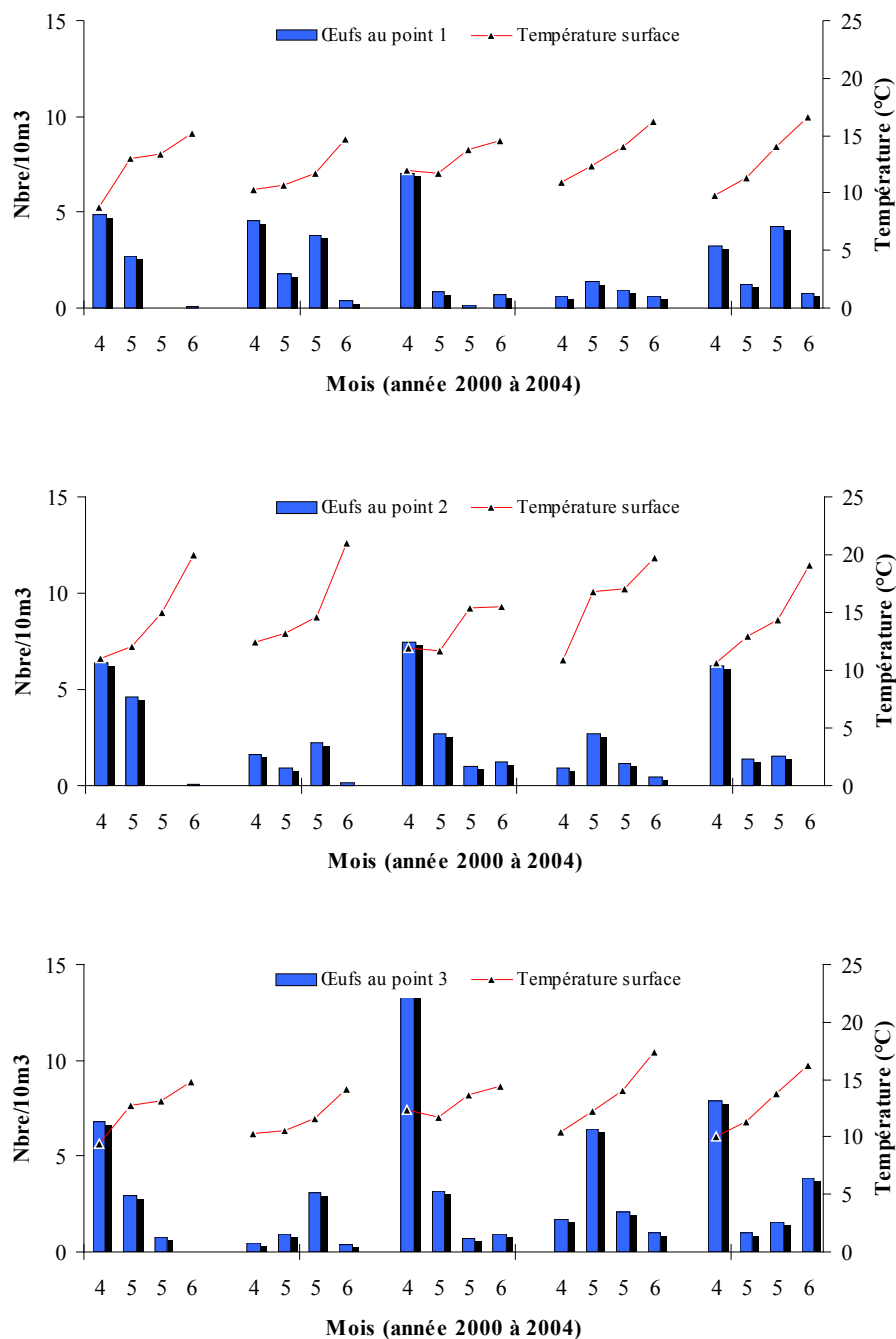 Œufs au point 1 Température surface
15 25
20
10 15
10
5
5
0 0
Nbre/10m3
Température (°C)
4 5 5 6 4 5 5 6 4 5 5 6 4 5 5 6 4 5 5 6
Mois (année 2000 à 2004)
Œufs au point 2 Température surface
15 25
20
10 15
10
5
5
0 0
Nbre/10m3
Température (°C)
4 5 5 6 4 5 5 6 4 5 5 6 4 5 5 6 4 5 5 6
Mois (année 2000 à 2004)
Œufs au point 3 Température surface
15 25
20
10 15
10
5
5
0 0
Nbre/10m3
Température (°C)
4 5 5 6 4 5 5 6 4 5 5 6 4 5 5 6 4 5 5 6
Mois (année 2000 à 2004)